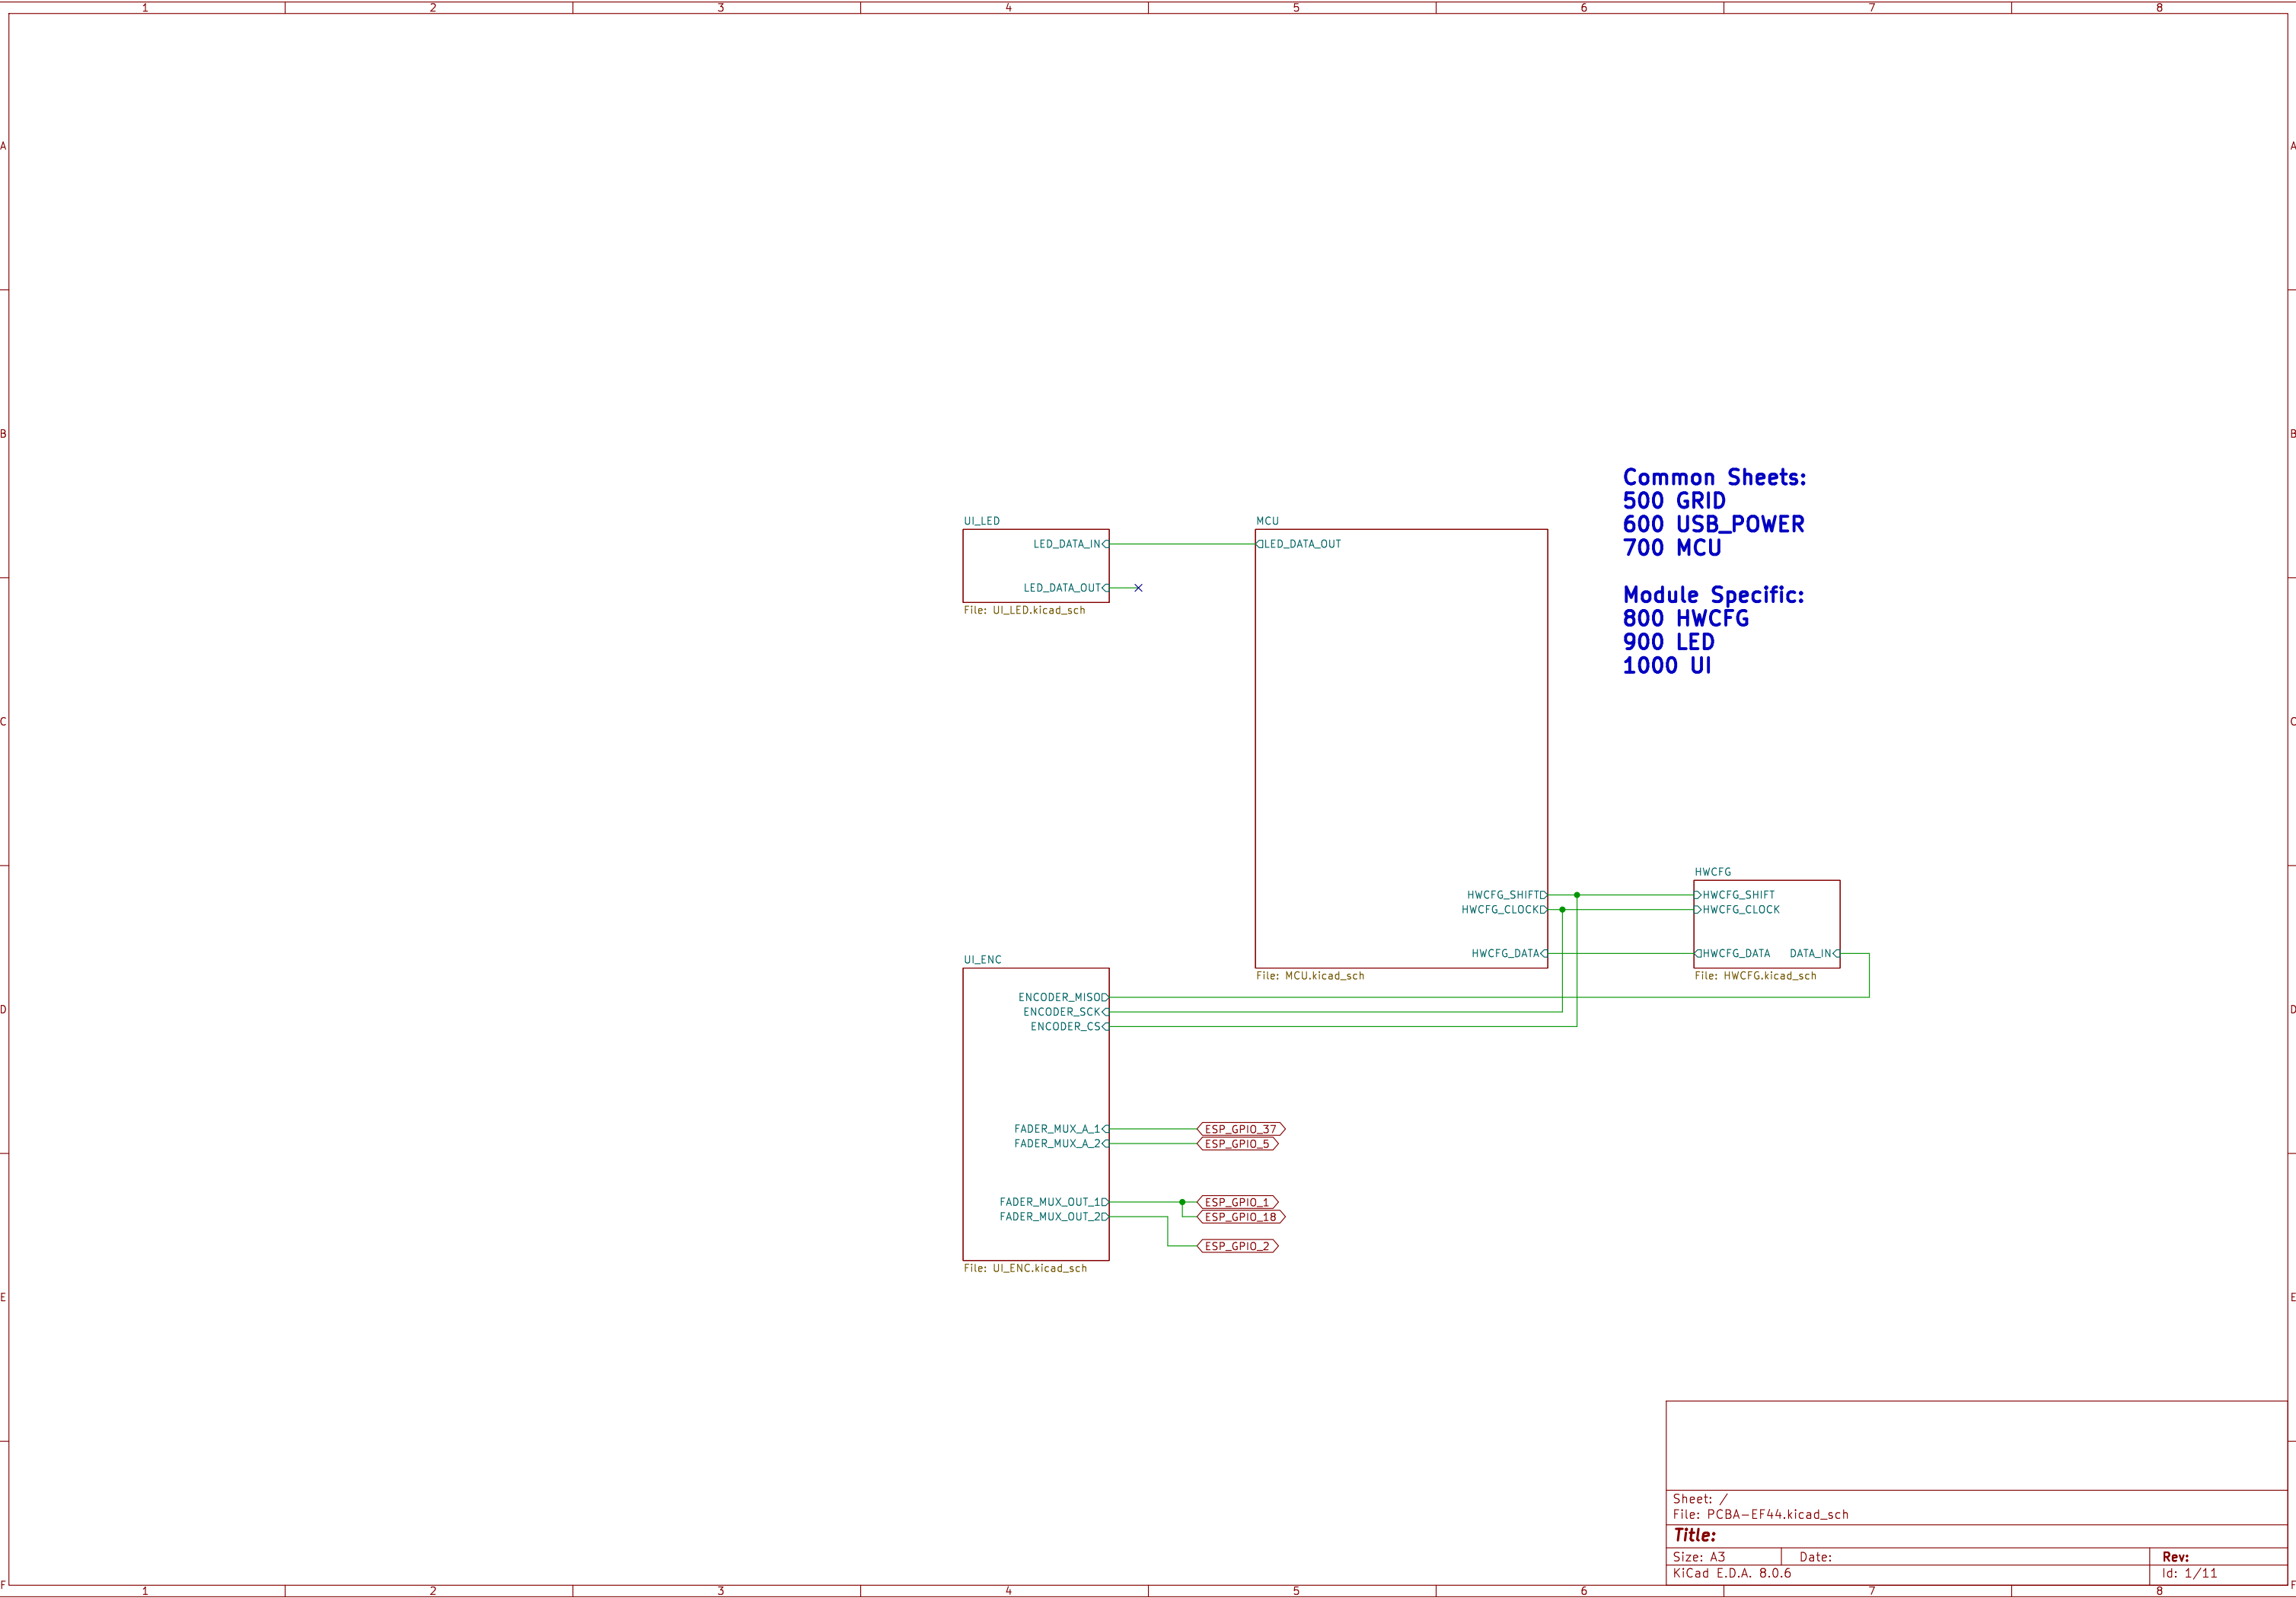 1 2 3 4 5 6 7 8
A A
B B
Common Sheets:
500 GRID
600 USB_POWER
700 MCU
Module Specific:
800 HWCFG
900 LED
1000 UI
UI_LED
LED_DATA_IN
LED_DATA_OUT
File: UI_LED.kicad_sch
MCU
LED_DATA_OUT
HWCFG_SHIFT
HWCFG_CLOCK
HWCFG_DATA
File: MCU.kicad_sch
C C
HWCFG
HWCFG_SHIFT
HWCFG_CLOCK
HWCFG_DATA DATA_IN
File: HWCFG.kicad_sch
D D
UI_ENC
ENCODER_MISO
ENCODER_SCK
ENCODER_CS
FADER_MUX_A_1 ESP_GPIO_37
FADER_MUX_A_2 ESP_GPIO_5
FADER_MUX_OUT_1 ESP_GPIO_1
FADER_MUX_OUT_2 ESP_GPIO_18
ESP_GPIO_2
File: UI_ENC.kicad_sch
E E
Sheet: /
File: PCBA-EF44.kicad_sch
Title:
Size: A3 Date: Rev:
KiCad E.D.A. 8.0.6 Id: 1/11
F F
1 2 3 4 5 6 7 8